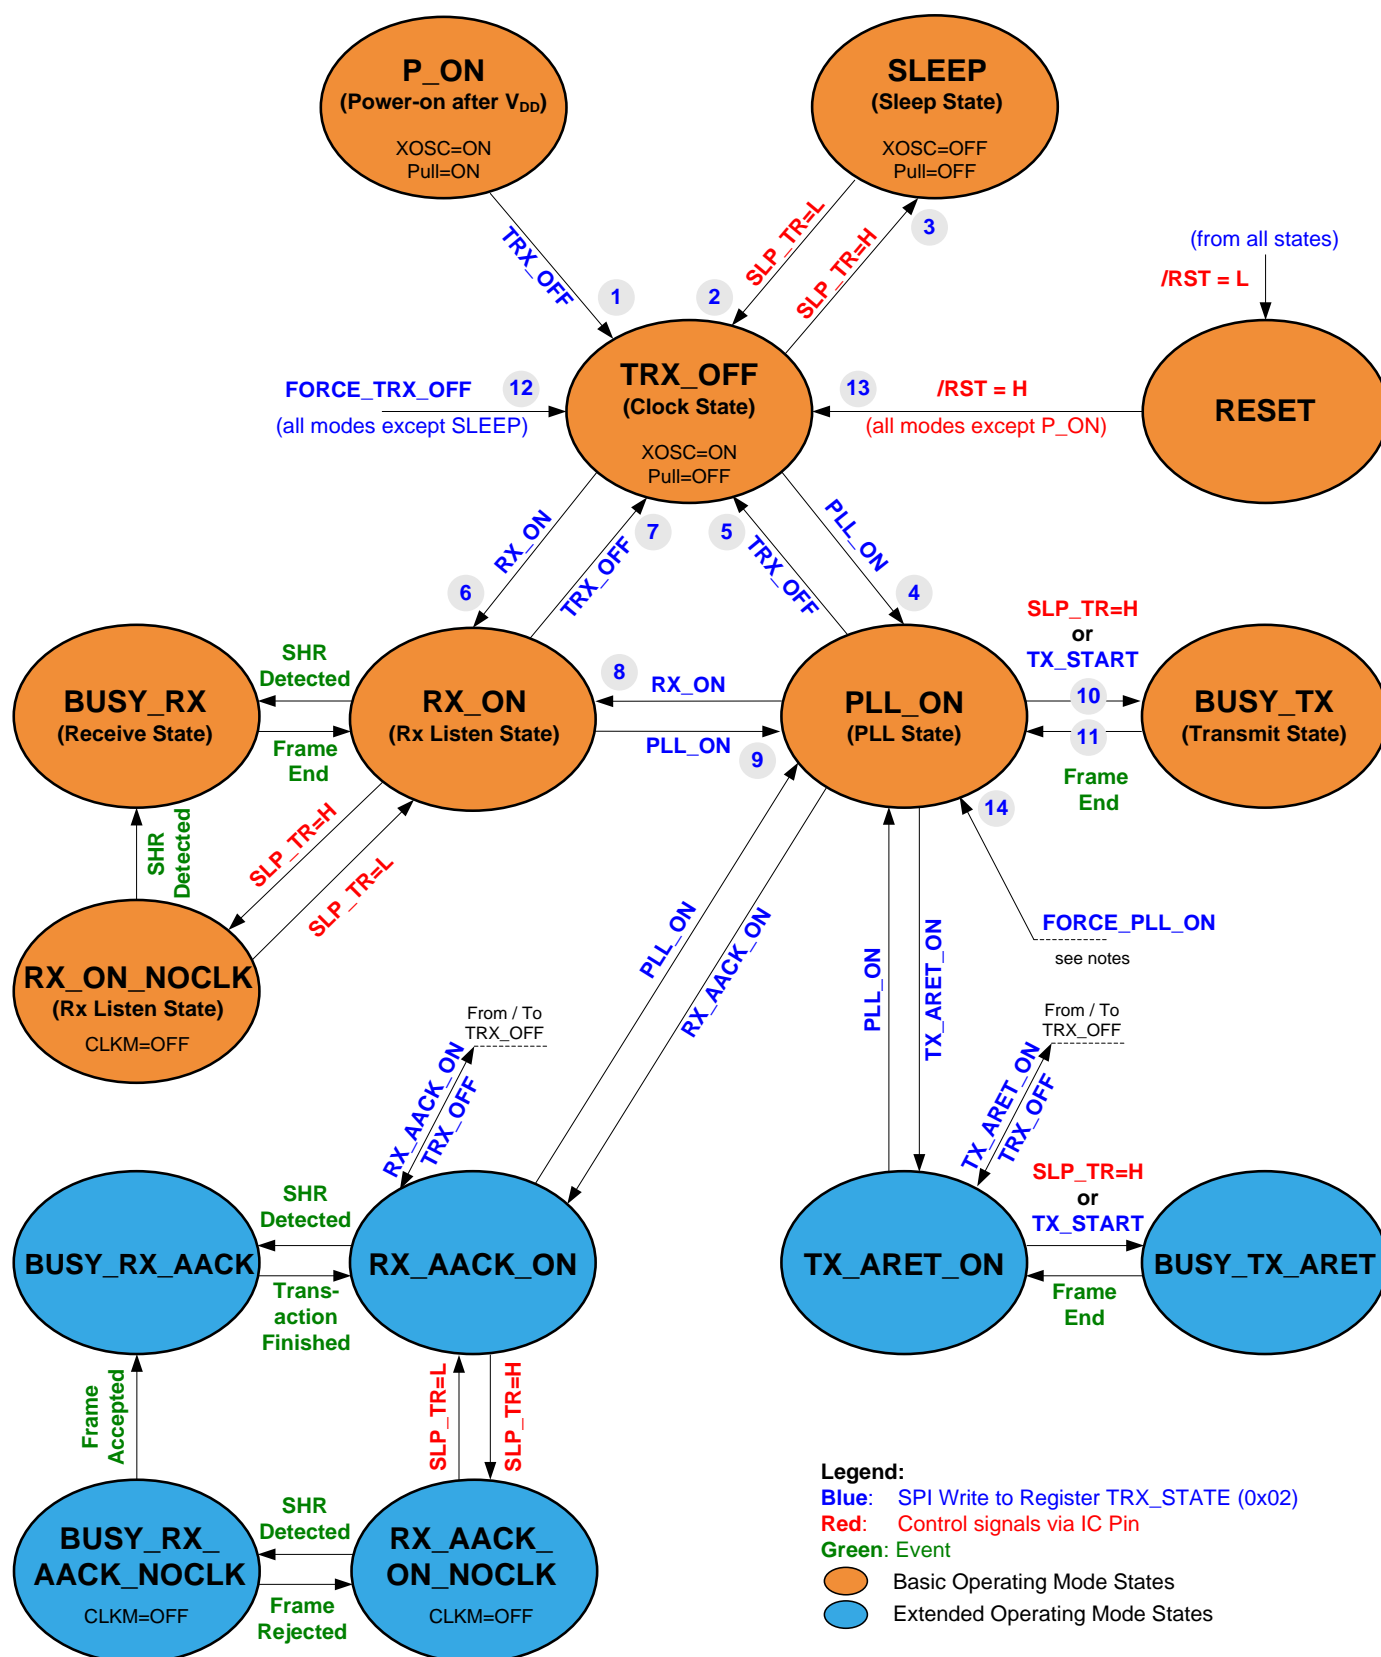 P_ON
(Power-on after VDD)
XOSC=ON
Pull=ON
SLEEP
(Sleep State)
XOSC=OFF
Pull=OFF
TRX_OFF
1
2
SLP_TR=L
SLP_TR=H
3
(from all states)
/RST = L
FORCE_TRX_OFF
12
(all modes except SLEEP)
TRX_OFF
(Clock State)
XOSC=ON
Pull=OFF
13
/RST = H
(all modes except P_ON)
RESET
RX_ON
6
7
TRX_OFF
5
TRX_OFF
PLL_ON
4
BUSY_RX
(Receive State)
SHR
Detected
Frame
End
RX_ON
(Rx Listen State)
8
RX_ON
PLL_ON
9
PLL_ON
(PLL State)
SLP_TR=H
or
TX_START
10
11
Frame
End
BUSY_TX
(Transmit State)
SHR
Detected
SLP_TR=H
SLP_TR=L
14
FORCE_PLL_ON
see notes
RX_ON_NOCLK
(Rx Listen State)
CLKM=OFF
PLL_ON
RX_AACK_ON
PLL_ON
TX_ARET_ON
From / To
TRX_OFF
RX_AACK_ON
TRX_OFF
From / To
TRX_OFF
TX_ARET_ON
TRX_OFF
BUSY_RX_AACK
SHR
Detected
Trans-
action
Finished
RX_AACK_ON
TX_ARET_ON
SLP_TR=H
or
TX_START
Frame
End
BUSY_TX_ARET
Frame
Accepted
SLP_TR=L
SLP_TR=H
BUSY_RX_
AACK_NOCLK
CLKM=OFF
SHR
Detected
Frame
Rejected
RX_AACK_
ON_NOCLK
CLKM=OFF
Legend:
Blue: SPI Write to Register TRX_STATE (0x02)
Red: Control signals via IC Pin
Green: Event
Basic Operating Mode States
Extended Operating Mode States